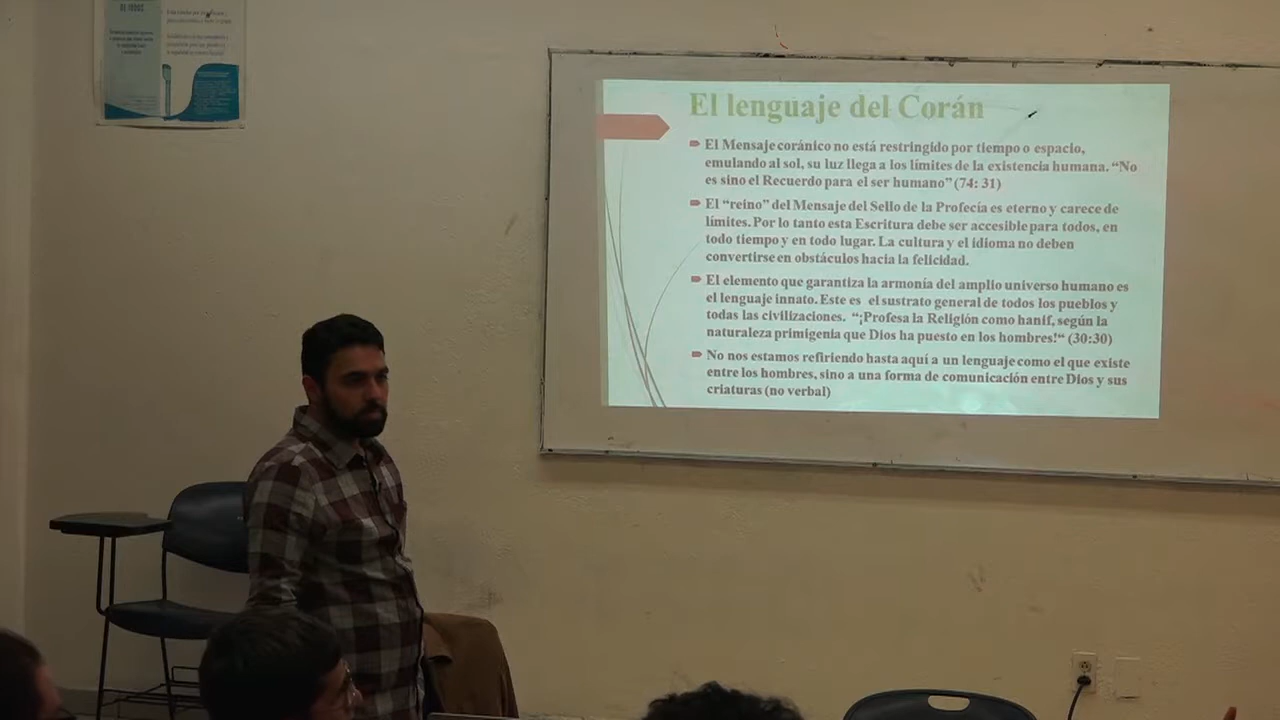 El lenguaje del Corán
El Mensaje coránico no está restringido por tiempo o espacio,
emulando al sol, su luz llega a los límites de la existencia humana. “No
es sino el Recuerdo para el ser humano” (74: 31)
El “reino” del Mensaje del Sello de la Profecía es eterno y carece de
límites. Por lo tanto esta Escritura debe ser accesible para todos, en
todo tiempo y en todo lugar. La cultura y el idioma no deben
convertirse en obstáculos hacia la felicidad.
El elemento que garantiza la armonía del amplio universo humano es
el lenguaje innato. Este es el sustrato general de todos los pueblos y
todas las civilizaciones. “¡Profesa la Religión como hanif, según la
naturaleza primigenia que Dios ha puesto en los hombres!“ (30:30)
No nos estamos refiriendo hasta aquí a un lenguaje como el que existe
entre los hombres, sino a una forma de comunicación entre Dios y sus
criaturas (no verbal)